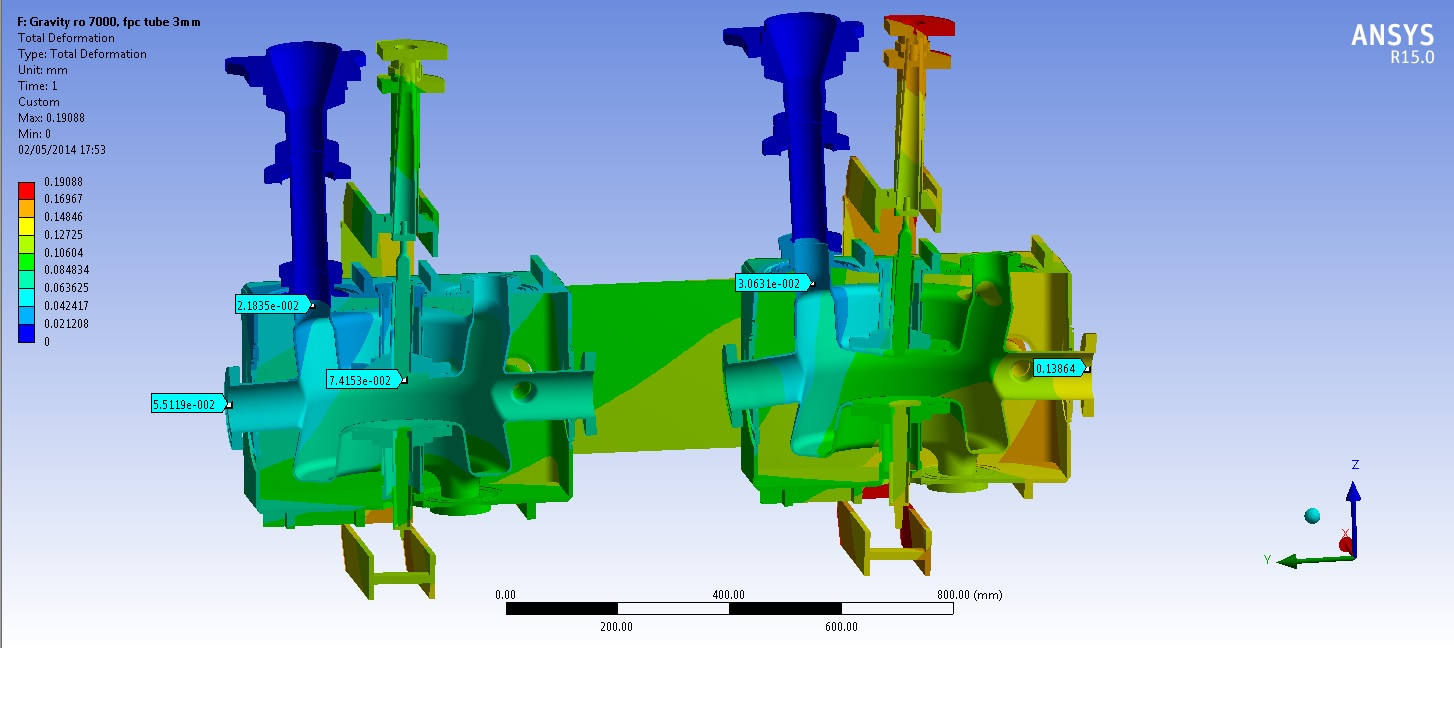 F: Gravity ro 7000, fpc tube 3mm
Total Deformation
Type: Total Deformation
Unit: mm
Time: 1
Custom
Max: 0.19088
Min: 0
02/05/2014 17:53
ANSYS
R15.0
0.19088
0.16967
0.14846
0.12725
0.10604
0.084834
0.063625
0.042417
0.021208
0
2.1835e-002
3.0631e-002
7.4153e-002
0.13864
5.5119e-002
Z
X
Y
0.00 400.00 800.00 (mm)
200.00 600.00